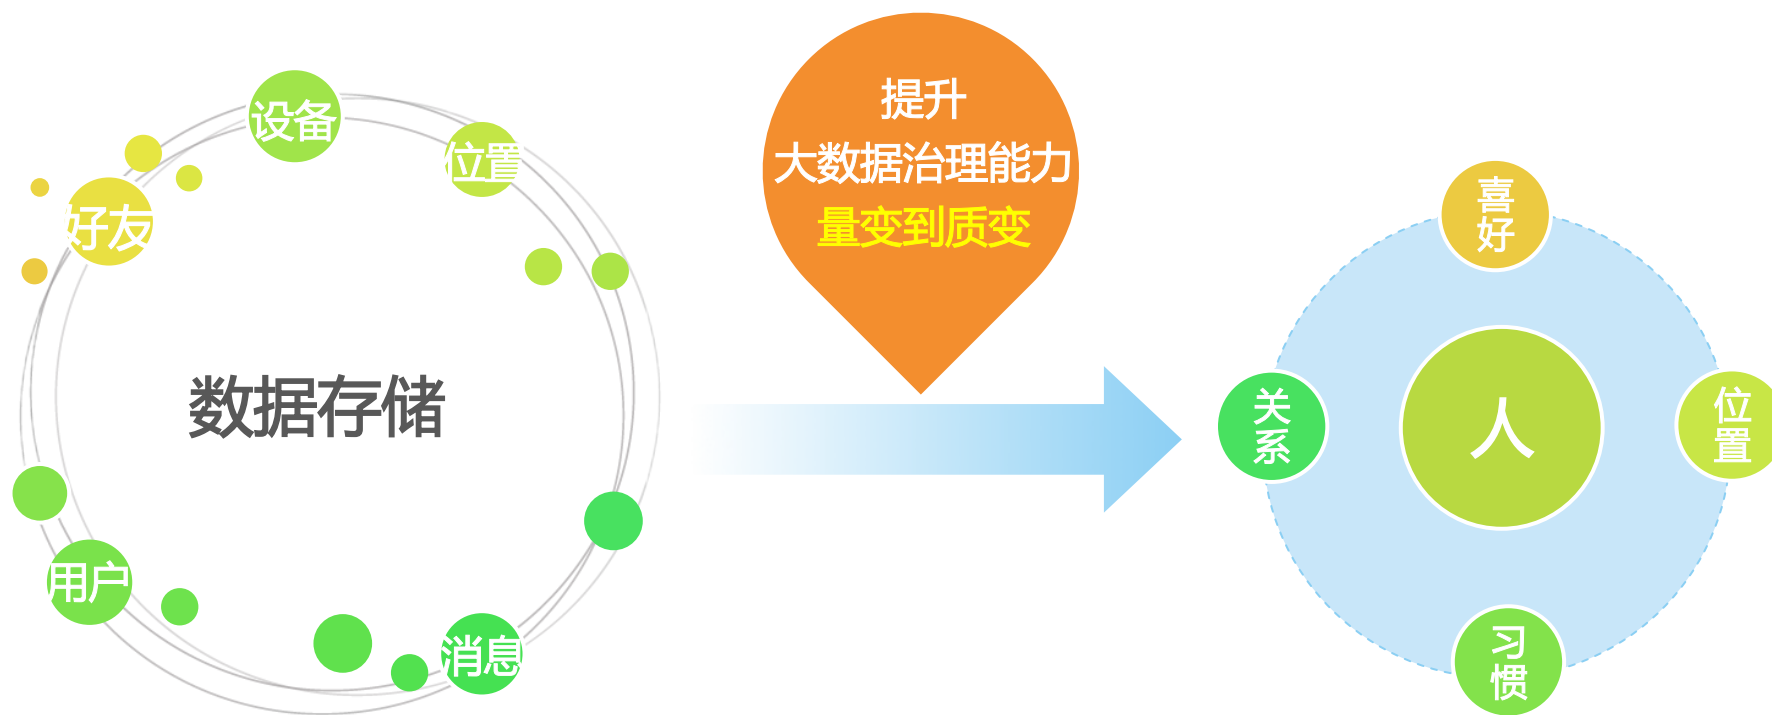 设备
位置
好友
数据存储
用户
消息
提升
大数据治理能力
量变到质变
喜
好
关
系
人
位
置
习
惯